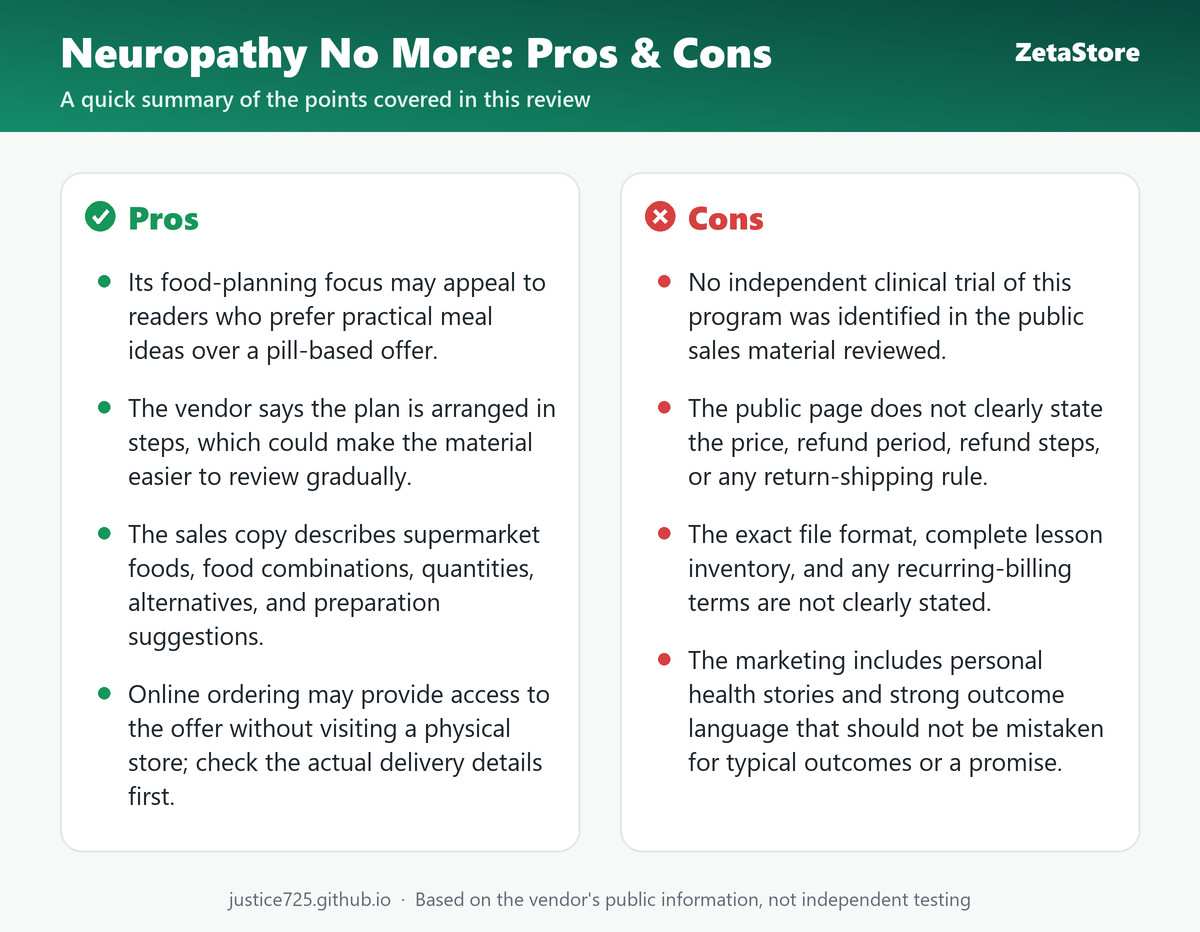 Neuropathy No More: Pros & Cons
ZetaStore
A quick summary of the points covered in this review
Pros
Its food-planning focus may appeal to
readers who prefer practical meal
ideas over a pill-based offer.
The vendor says the plan is arranged in
steps, which could make the material
easier to review gradually.
The sales copy describes supermarket
foods, food combinations, quantities,
alternatives, and preparation
suggestions.
Online ordering may provide access to
the offer without visiting a physical
store; check the actual delivery details
first.
Cons
No independent clinical trial of this
program was identified in the public
sales material reviewed.
The public page does not clearly state
the price, refund period, refund steps,
or any return-shipping rule.
The exact file format, complete lesson
inventory, and any recurring-billing
terms are not clearly stated.
The marketing includes personal
health stories and strong outcome
language that should not be mistaken
for typical outcomes or a promise.
justice725.github.io · Based on the vendor's public information, not independent testing